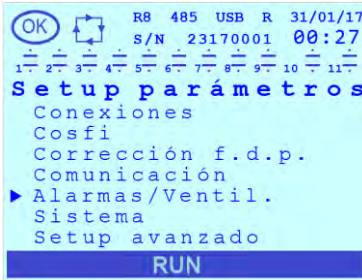 OK R8 485 USB R 31/01/17
S/N 23170001 00:27
1 2 3 4 5 6 7 8 9 10 11
Setup parámetros
Conexiones
Cosfi
Corrección f.d.p.
Comunicación
Alarmas/Ventil.
Sistema
Setup avanzado
RUN